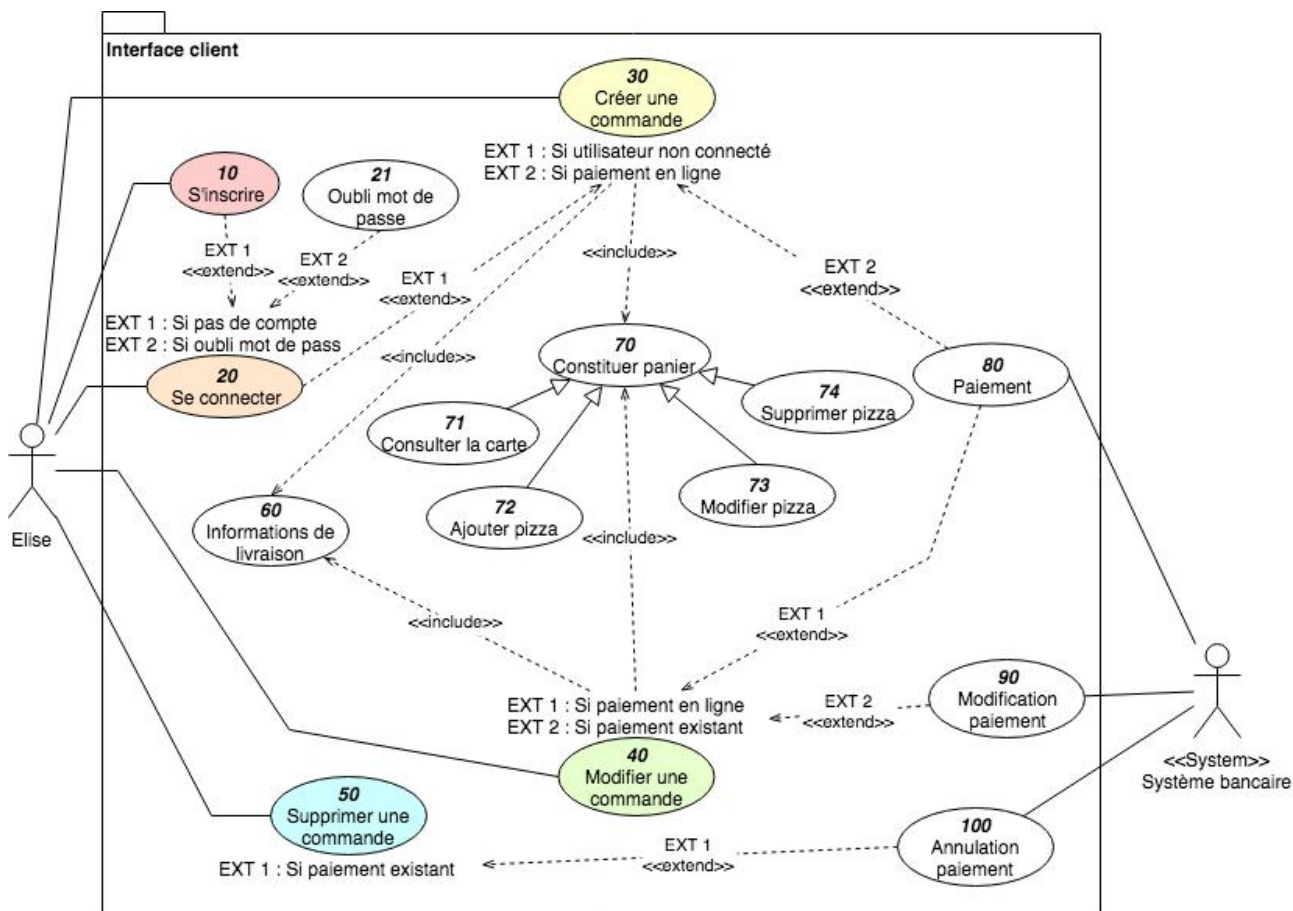 Interface client
30
Créer une
commande
EXT 1 : Si utilisateur non connecté
EXT 2 : Si paiement en ligne
10
S'inscrire
21
Oubli mot de
passe
EXT 1
<<extend>>
EXT 2
<<extend>>
EXT 1
<<extend>>
<<include>>
EXT 2
<<extend>>
EXT 1 : Si pas de compte
EXT 2 : Si oubli mot de pass
20
Se connecter
<<include>>
70
Constituer panier
80
Paiement
71
Consulter la carte
74
Supprimer pizza
72
Ajouter pizza
73
Modifier pizza
Elise
60
Informations de
livraison
<<include>>
<<include>>
EXT 1
<<extend>>
EXT 1 : Si paiement en ligne
EXT 2 : Si paiement existant
40
Modifier une
commande
EXT 2
<<extend>>
90
Modification
paiement
<<System>>
Système bancaire
50
Supprimer une
commande
EXT 1 : Si paiement existant
EXT 1
<<extend>>
100
Annulation
paiement